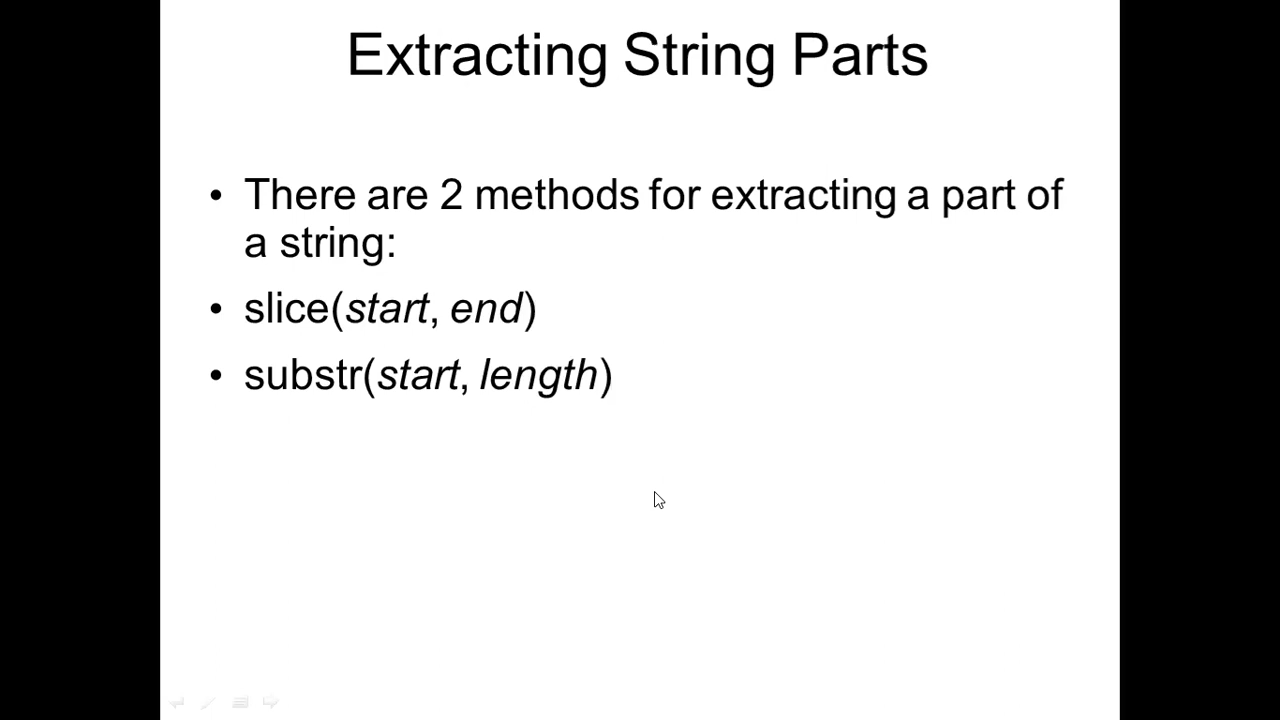 Extracting String Parts
• There are 2 methods for extracting a part of
a string:
• slice(start, end)
• substr(start, length)